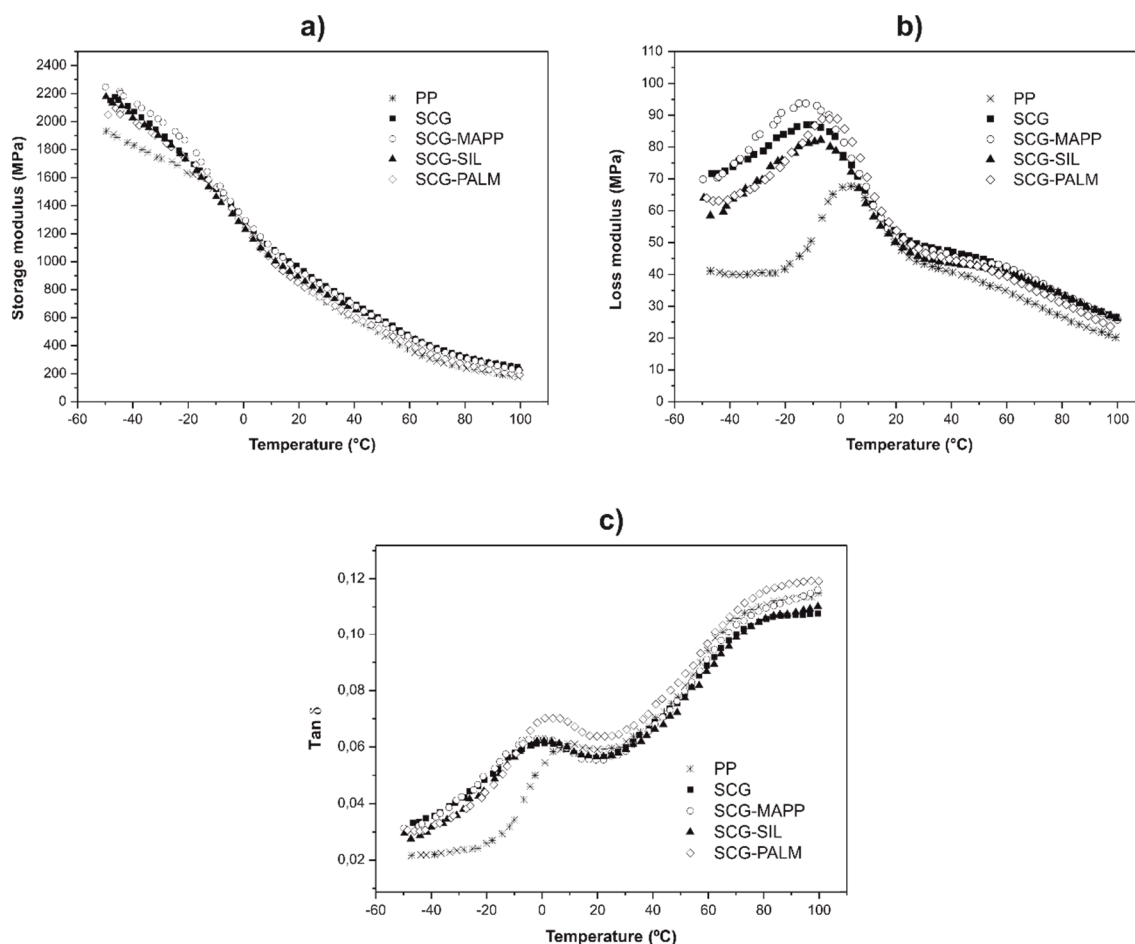 a)
Storage modulus (MPa)
2400
2200
2000
1800
1600
1400
1200
1000
800
600
400
200
0
-60
-40
-20
0
20
40
60
80
100
Temperature (°C)
PP
SCG
SCG-MAPP
SCG-SIL
SCG-PALM
b)
Loss modulus (MPa)
110
100
90
80
70
60
50
40
30
20
10
0
-60
-40
-20
0
20
40
60
80
100
Temperature (°C)
PP
SCG
SCG-MAPP
SCG-SIL
SCG-PALM
c)
Tan δ
0,12
0,10
0,08
0,06
0,04
0,02
-60
-40
-20
0
20
40
60
80
100
Temperature (ºC)
PP
SCG
SCG-MAPP
SCG-SIL
SCG-PALM